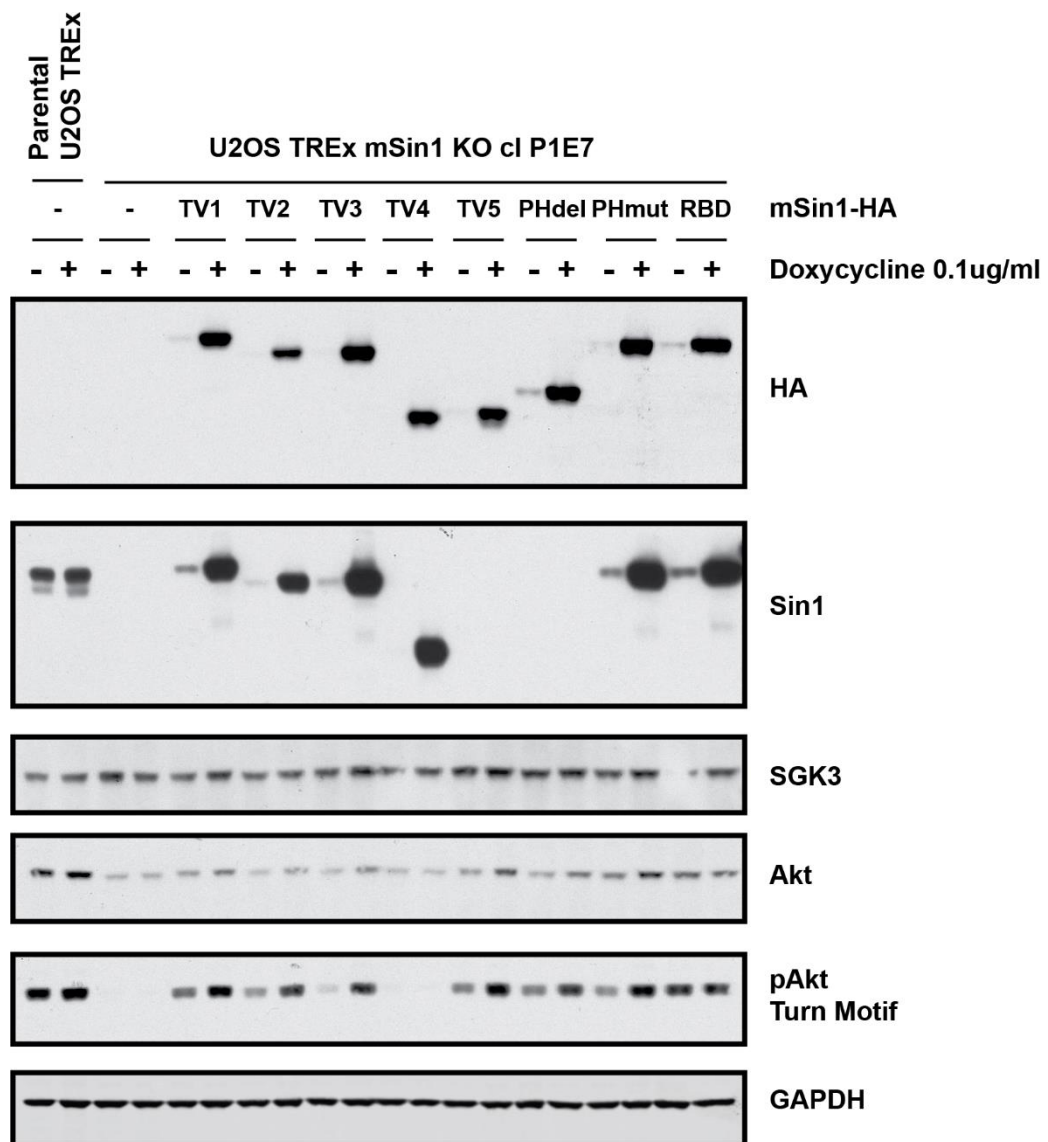 Parental
U2OS TREx
U2OS TREx mSin1 KO cl P1E7
- - TV1 TV2 TV3 TV4 TV5 PHdel PHmut RBD mSin1-HA
- + - + - + - + - + - + - + - + - + - + Doxycycline 0.1ug/ml
HA
Sin1
SGK3
Akt
pAkt
Turn Motif
GAPDH